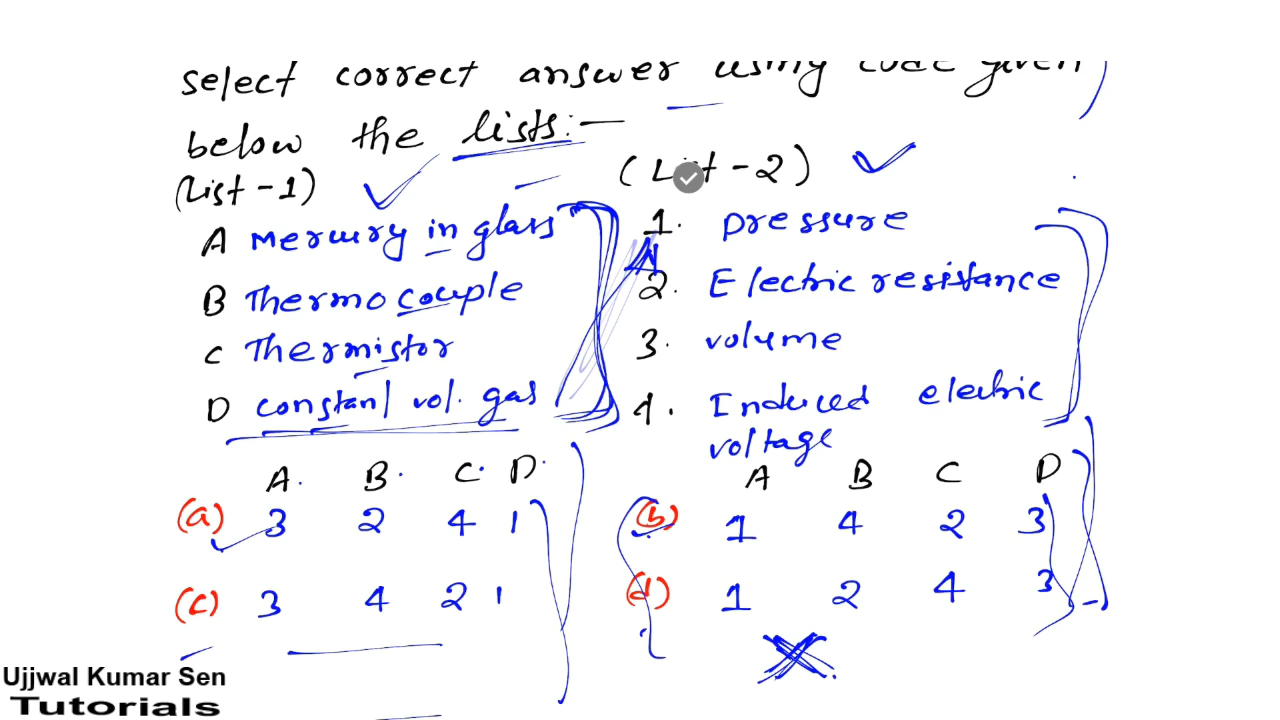 select correct answer using code given
below the lists:-
(List-1) (List-2)
A Mercury in glass 1. pressure
B Thermocouple 2. Electric resistance
C Thermistor 3. volume
D constant vol. gas 4. Induced electric
voltage
A. B. C. D. A B C D
(a) 3 2 4 1 (b) 1 4 2 3
(c) 3 4 2 1 (d) 1 2 4 3
Ujjwal Kumar Sen
Tutorials